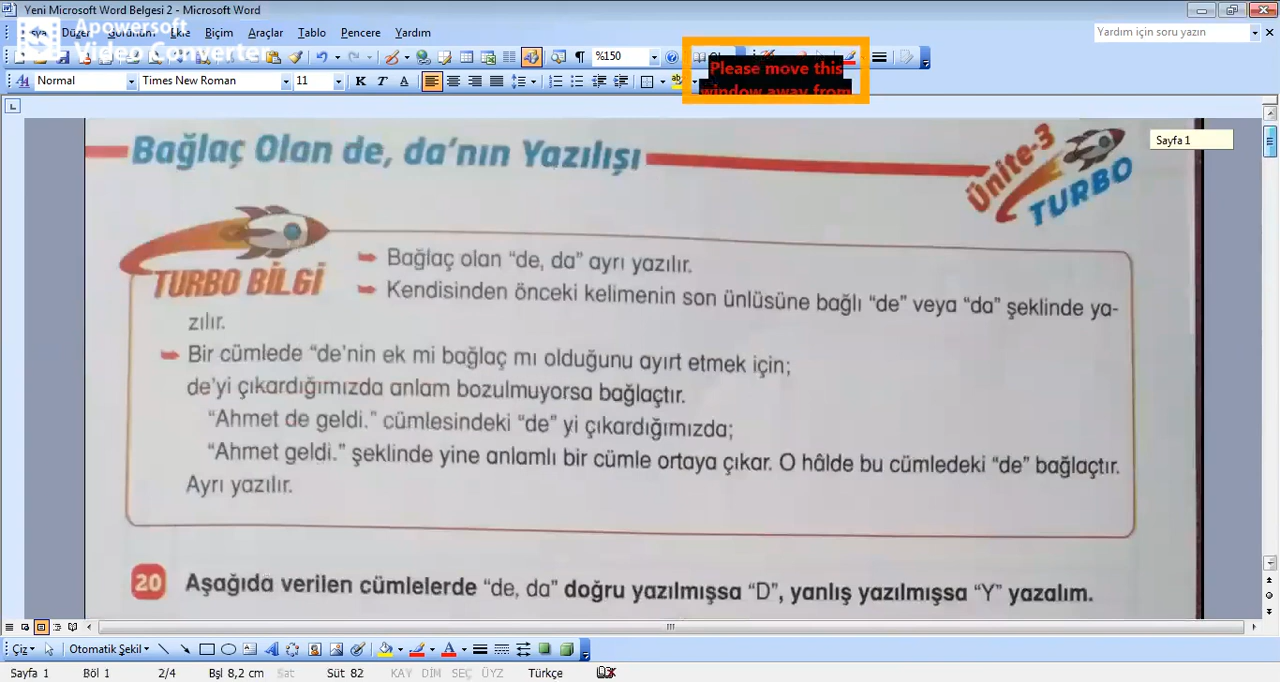 Yeni Microsoft Word Belgesi 2 - Microsoft Word
Apowersoft
Video Converter
Düzen Görünüm Ekle Biçim Araçlar Tablo Pencere Yardım
Yardım için soru yazın
%150
Please move this
window away from
Normal Times New Roman 11 K T A
Sayfa 1
Bağlaç Olan de, da'nın Yazılışı
Ünite-3
TURBO
TURBO BİLGİ
Bağlaç olan “de, da” ayrı yazılır.
Kendisinden önceki kelimenin son ünlüsüne bağlı “de” veya “da” şeklinde ya-
zılır.
Bir cümlede “de’nin ek mi bağlaç mı olduğunu ayırt etmek için;
de’yi çıkardığımızda anlam bozulmuyorsa bağlaçtır.
“Ahmet de geldi.” cümlesindeki “de” yi çıkardığımızda;
“Ahmet geldi.” şeklinde yine anlamlı bir cümle ortaya çıkar. O hâlde bu cümledeki “de” bağlaçtır.
Ayrı yazılır.
20 Aşağıda verilen cümlelerde “de, da” doğru yazılmışsa “D”, yanlış yazılmışsa “Y” yazalım.
Çiz Otomatik Şekil
Sayfa 1 Böl 1 2/4 Bşl 8,2 cm Sat Süt 82 KAY DİM SEÇ ÜYZ Türkçe